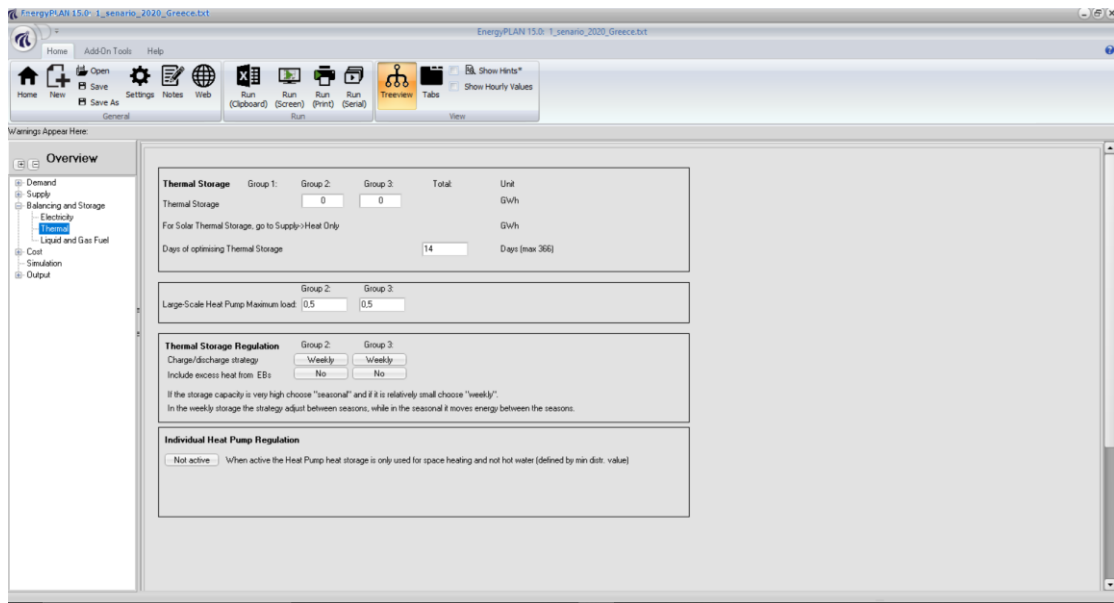 EnergyPLAN 15.0: 1_senario_2020_Greece.txt
EnergyPLAN 15.0: 1_senario_2020_Greece.txt
Home Add-On Tools Help
Home New Open Save Save As Settings Notes Web Run (Clipboard) Run (Screen) Run (Print) Run (Serial) Treeview Tabs Show Hints* Show Hourly Values
General Run View
Warnings Appear Here:
Overview
Demand
Supply
Balancing and Storage
Electricity
Thermal
Liquid and Gas Fuel
Cost
Simulation
Output
Thermal Storage Group 1: Group 2: Group 3: Total: Unit
Thermal Storage 0 0 GWh
For Solar Thermal Storage, go to Supply->Heat Only GWh
Days of optimising Thermal Storage 14 Days (max 366)
Group 2: Group 3:
Large-Scale Heat Pump Maximum load: 0,5 0,5
Thermal Storage Regulation Group 2: Group 3:
Charge/discharge strategy Weekly Weekly
Include excess heat from EBs No No
If the storage capacity is very high choose "seasonal" and if it is relatively small choose "weekly".
In the weekly storage the strategy adjust between seasons, while in the seasonal it moves energy between the seasons.
Individual Heat Pump Regulation
Not active When active the Heat Pump heat storage is only used for space heating and not hot water (defined by min distr. value)